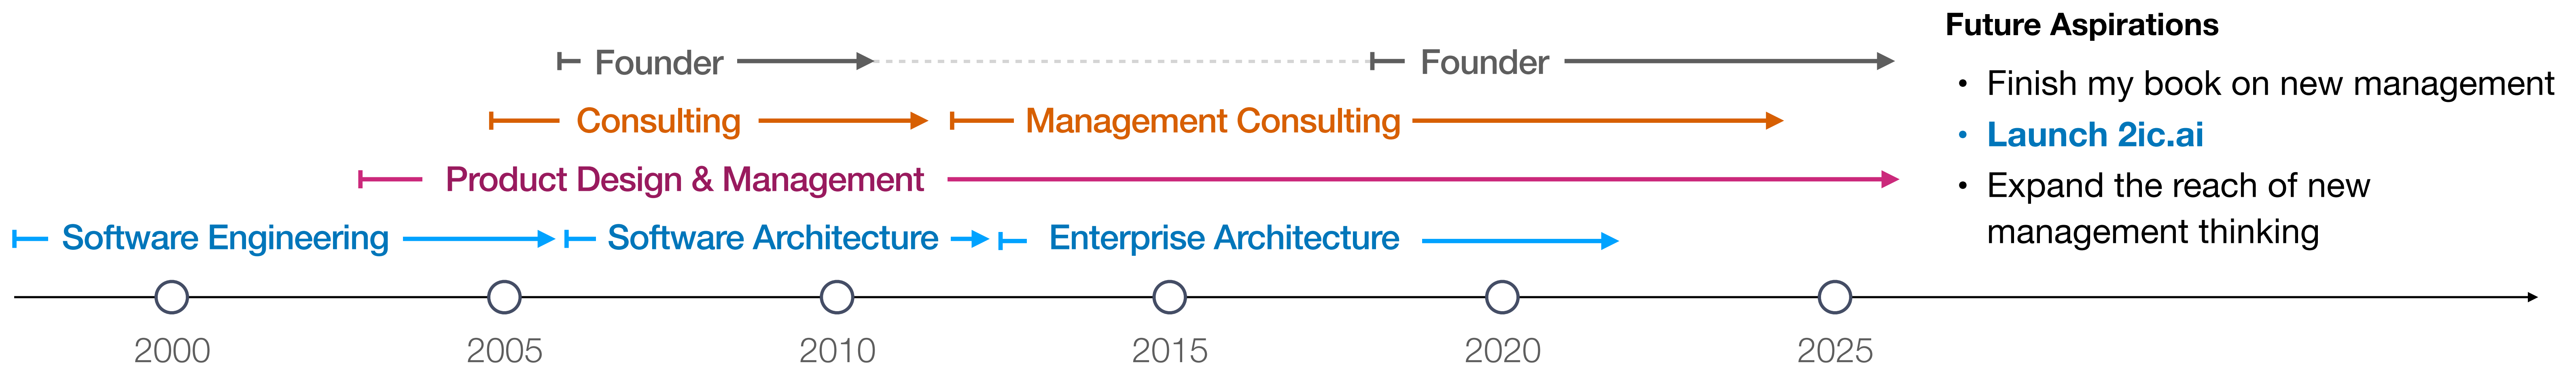 Future Aspirations
Founder
Founder
• Finish my book on new management
Consulting
Management Consulting
• Launch 2ic.ai
Product Design & Management
• Expand the reach of new
management thinking
Software Engineering
Software Architecture
Enterprise Architecture
2000
2005
2010
2015
2020
2025